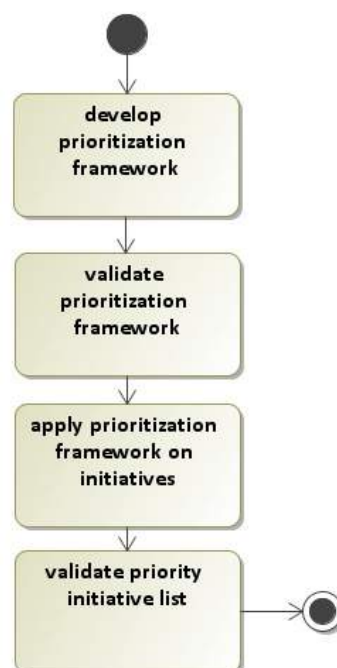 develop
prioritization
framework
validate
prioritization
framework
apply prioritization
framework on
initiatives
validate priority
initiative list